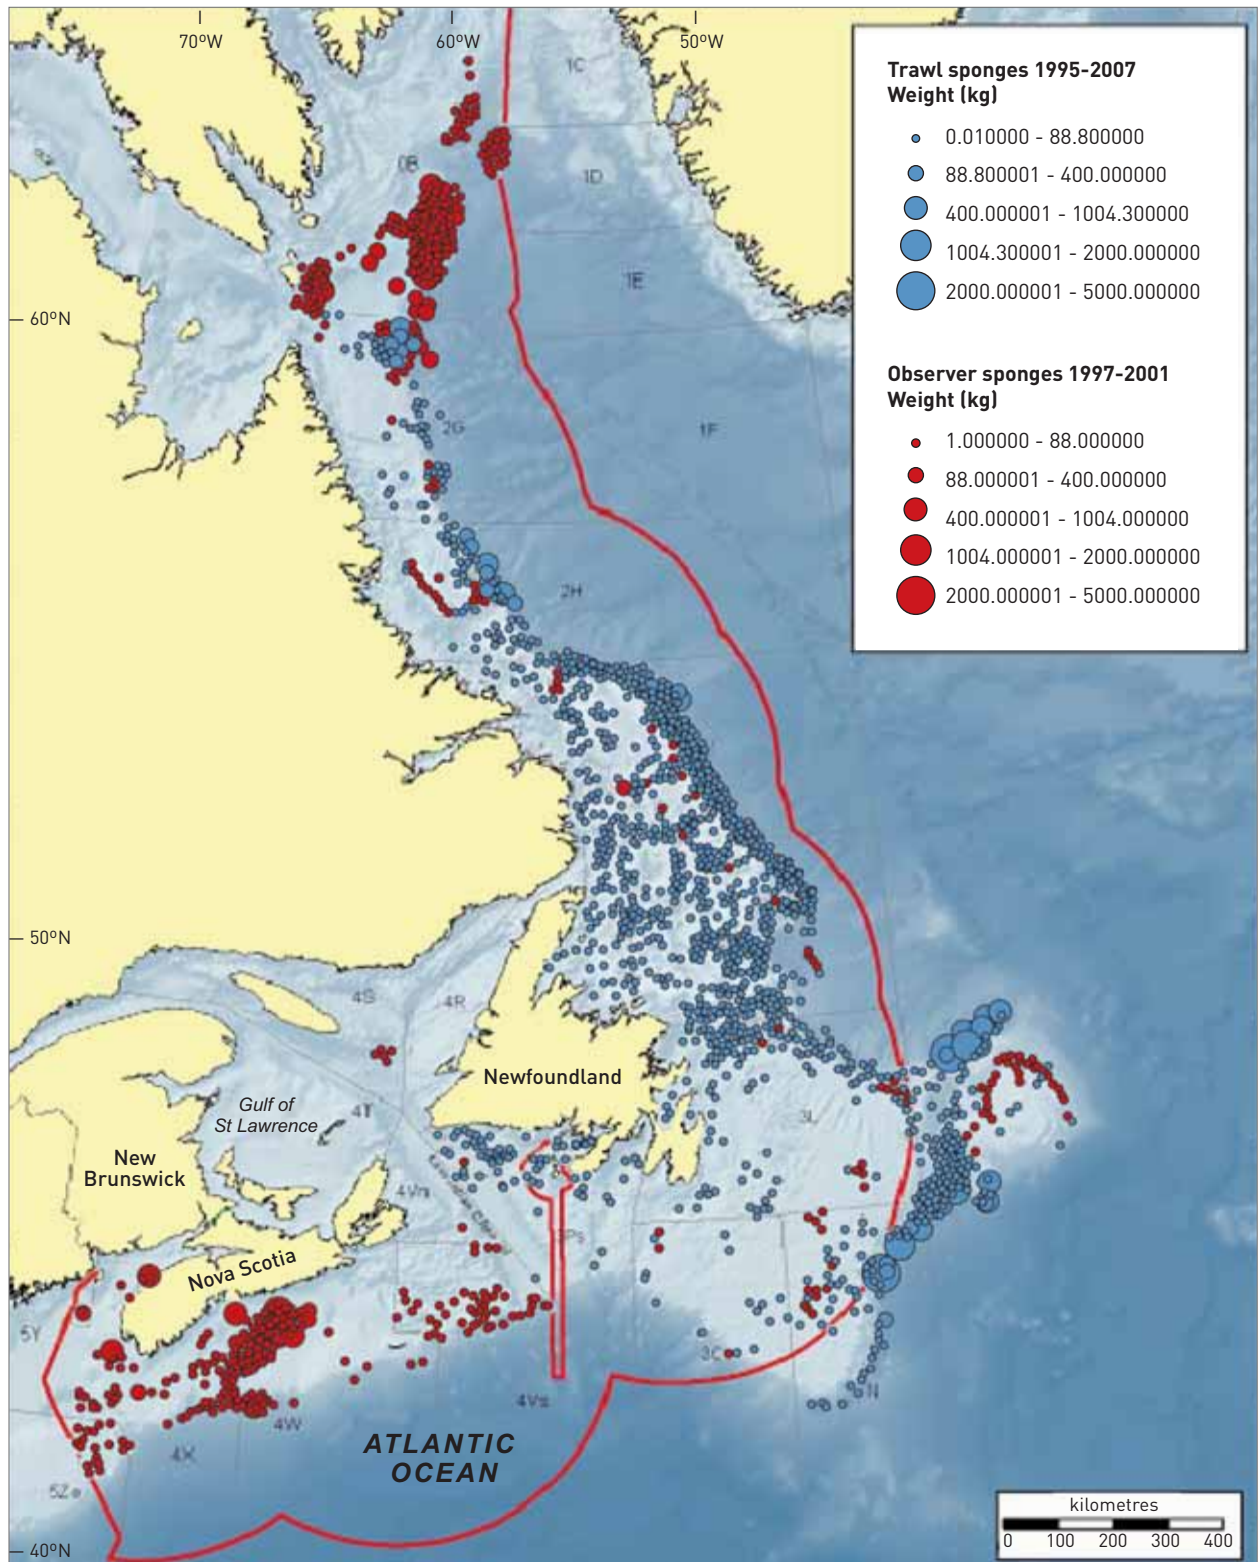 70ºW
60ºW
50ºW
1C
Trawl sponges 1995-2007
Weight (kg)
0.010000 - 88.800000
88.800001 - 400.000000
400.000001 - 1004.300000
1004.300001 - 2000.000000
2000.000001 - 5000.000000
0B
1D
1E
60ºN
Observer sponges 1997-2001
Weight (kg)
1.000000 - 88.000000
88.000001 - 400.000000
400.000001 - 1004.000000
1004.000001 - 2000.000000
2000.000001 - 5000.000000
2G
1F
2H
50ºN
4S
4R
Newfoundland
Gulf of
St Lawrence
4T
3L
New
Brunswick
4Vn
3Ps
Nova Scotia
5Y
4Vs
N
4W
4X
ATLANTIC
OCEAN
5Ze
kilometres
0 100 200 300 400
40ºN